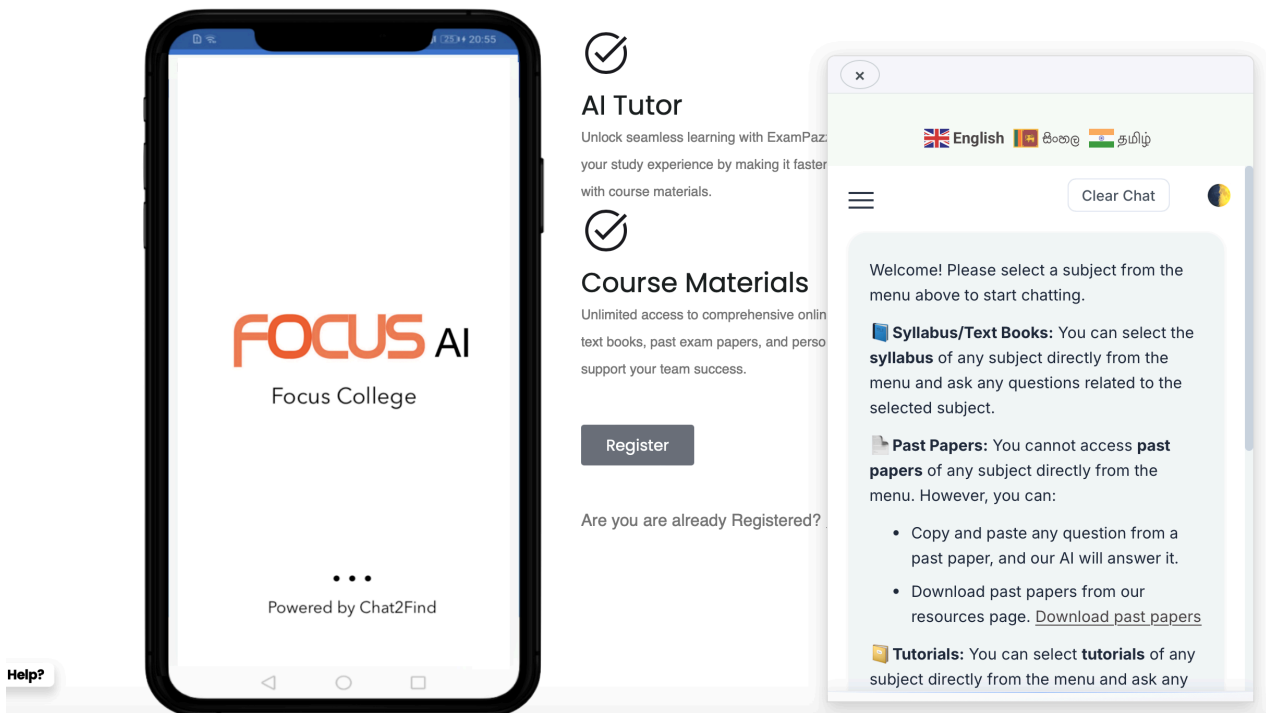 25 20:55
FOCUS AI
Focus College
Powered by Chat2Find
Help?
AI Tutor
Unlock seamless learning with ExamPaz
your study experience by making it faster
with course materials.
Course Materials
Unlimited access to comprehensive onlin
text books, past exam papers, and perso
support your team success.
Register
Are you are already Registered?
×
English සිංහල தமிழ்
Clear Chat
Welcome! Please select a subject from the
menu above to start chatting.
Syllabus/Text Books: You can select the
syllabus of any subject directly from the
menu and ask any questions related to the
selected subject.
Past Papers: You cannot access past
papers of any subject directly from the
menu. However, you can:
• Copy and paste any question from a
past paper, and our AI will answer it.
• Download past papers from our
resources page. Download past papers
Tutorials: You can select tutorials of any
subject directly from the menu and ask any